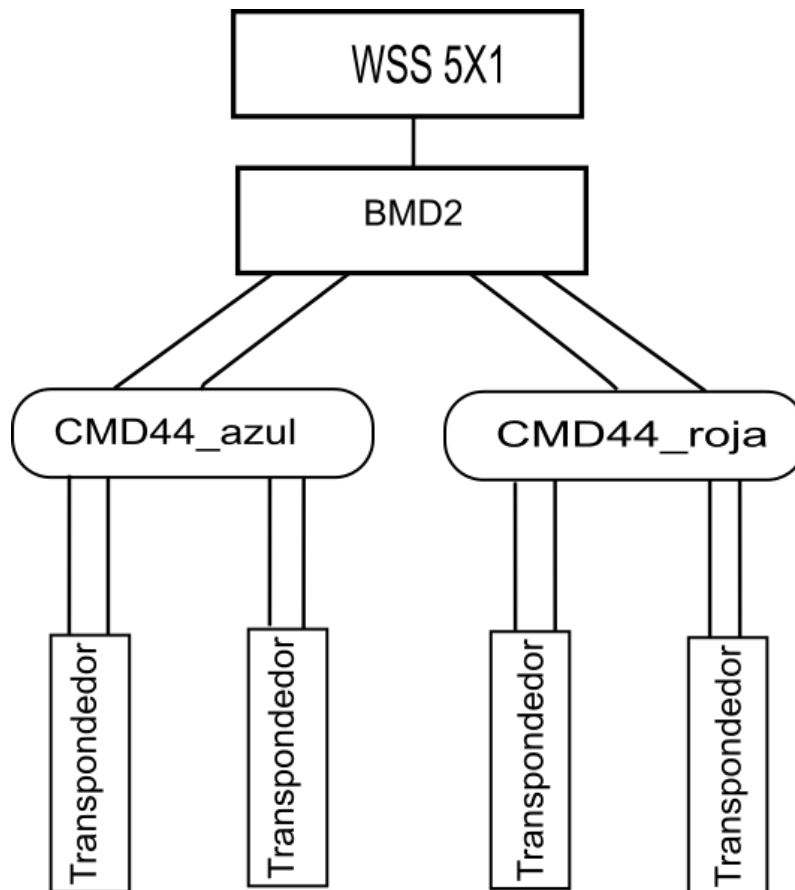 WSS 5X1
BMD2
CMD44_azul
CMD44_roja
Transpondedor
Transpondedor
Transpondedor
Transpondedor